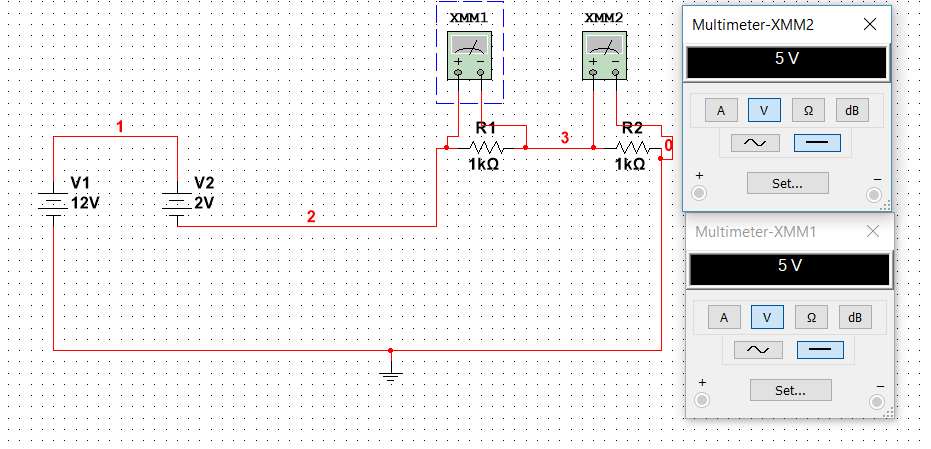 XMM1
XMM2
1
V1
12V
V2
2V
2
R1
1kΩ
3
R2
1kΩ
0
Multimeter-XMM2
5 V
A V Ω dB
Set...
+ −
Multimeter-XMM1
5 V
A V Ω dB
Set...
+ −